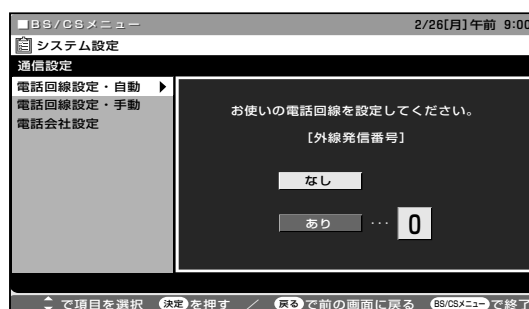 ■BS/CSメニュー 2/26[月]午前 9:00
システム設定
通信設定
電話回線設定・自動 ▶
電話回線設定・手動
電話会社設定
お使いの電話回線を設定してください。
[外線発信番号]
なし
あり … 0
で項目を選択 決定を押す / 戻るで前の画面に戻る BS/CSメニューで終了